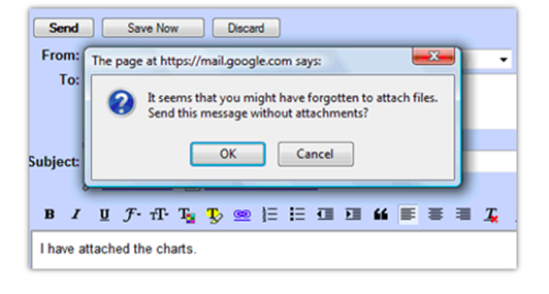 Send Save Now Discard
From:
The page at https://mail.google.com says:
To:
It seems that you might have forgotten to attach files.
Send this message without attachments?
OK Cancel
Subject:
B I U
I have attached the charts.